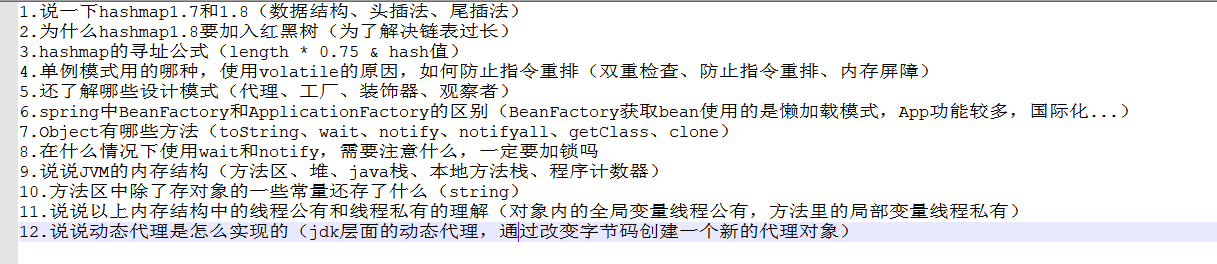 1.说一下hashmap1.7和1.8（数据结构、头插法、尾插法）
2.为什么hashmap1.8要加入红黑树（为了解决链表过长）
3.hashmap的寻址公式（length * 0.75 & hash值）
4.单例模式用的哪种，使用volatile的原因，如何防止指令重排（双重检查、防止指令重排、内存屏障）
5.还了解哪些设计模式（代理、工厂、装饰器、观察者）
6.spring中BeanFactory和ApplicationFactory的区别（BeanFactory获取bean使用的是懒加载模式，App功能较多，国际化...）
7.Object有哪些方法（toString、wait、notify、notifyall、getClass、clone）
8.在什么情况下使用wait和notify，需要注意什么，一定要加锁吗
9.说说JVM的内存结构（方法区、堆、java栈、本地方法栈、程序计数器）
10.方法区中除了存对象的一些常量还存了什么（string）
11.说说以上内存结构中的线程公有和线程私有的理解（对象内的全局变量线程公有，方法里的局部变量线程私有）
12.说说动态代理是怎么实现的（jdk层面的动态代理，通过改变字节码创建一个新的代理对象）